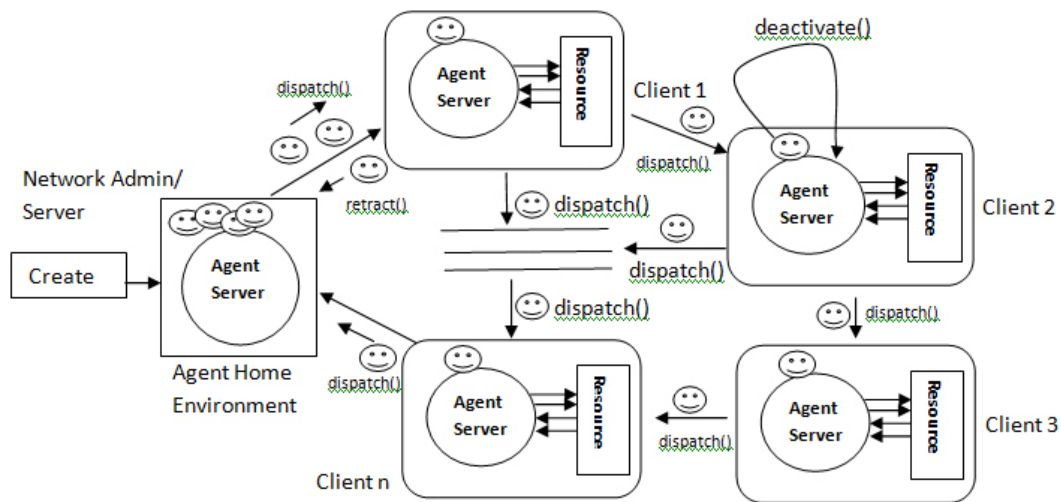 deactivate()
Agent
Server
Resource
Client 1
dispatch()
dispatch()
Network Admin/
Server
retract()
dispatch()
Agent
Server
Resource
Client 2
Create
Agent
Server
dispatch()
dispatch()
dispatch()
Agent Home
Environment
dispatch()
Agent
Server
Resource
Client n
dispatch()
Agent
Server
Resource
Client 3
dispatch()